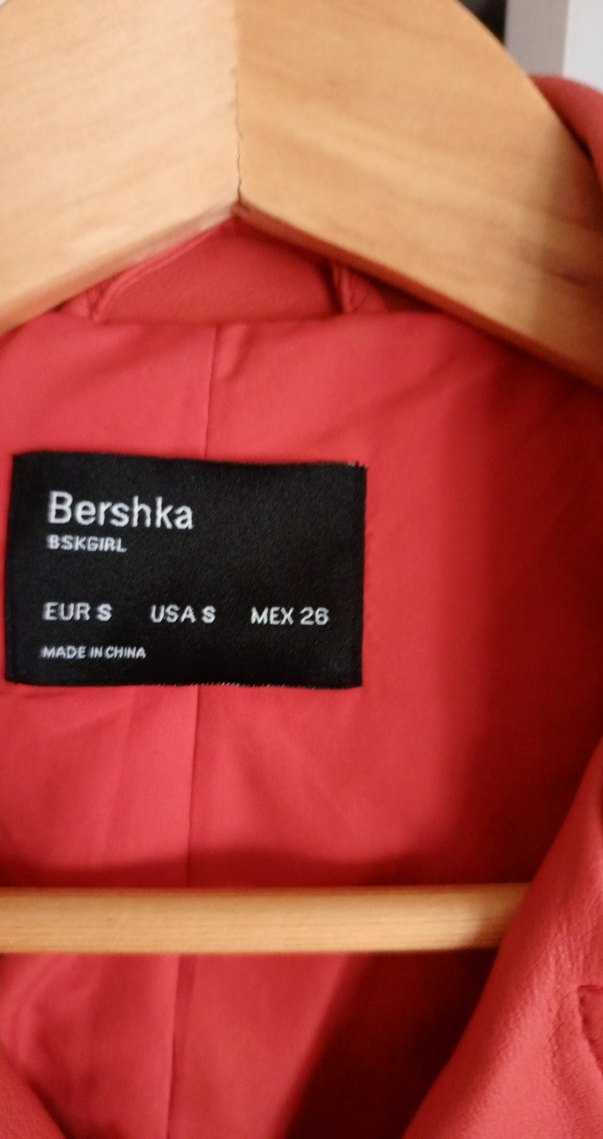 Bershka
BSKGIRL
EUR S USA S MEX 26
MADE IN CHINA